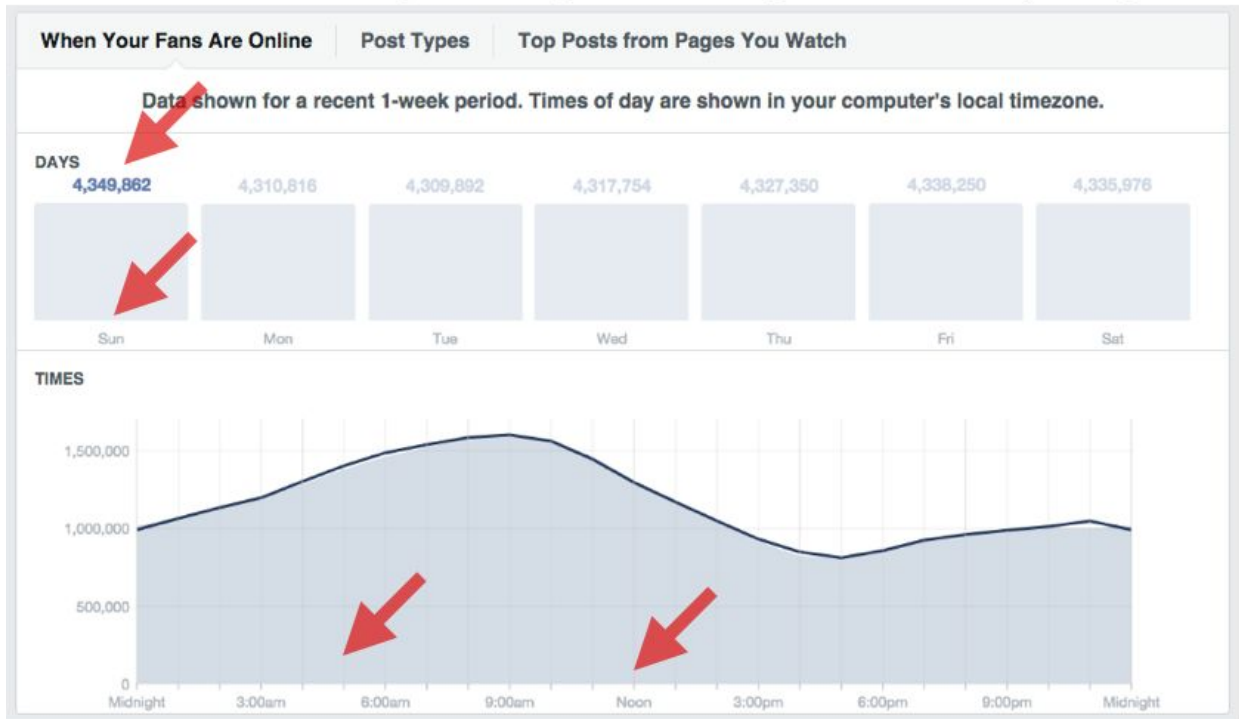 When Your Fans Are Online Post Types Top Posts from Pages You Watch
Data shown for a recent 1-week period. Times of day are shown in your computer's local timezone.
DAYS
4,349,862 4,310,816 4,309,892 4,317,754 4,327,350 4,338,250 4,335,976
Sun Mon Tue Wed Thu Fri Sat
TIMES
1,500,000
1,000,000
500,000
0
Midnight 3:00am 6:00am 9:00am Noon 3:00pm 6:00pm 9:00pm Midnight